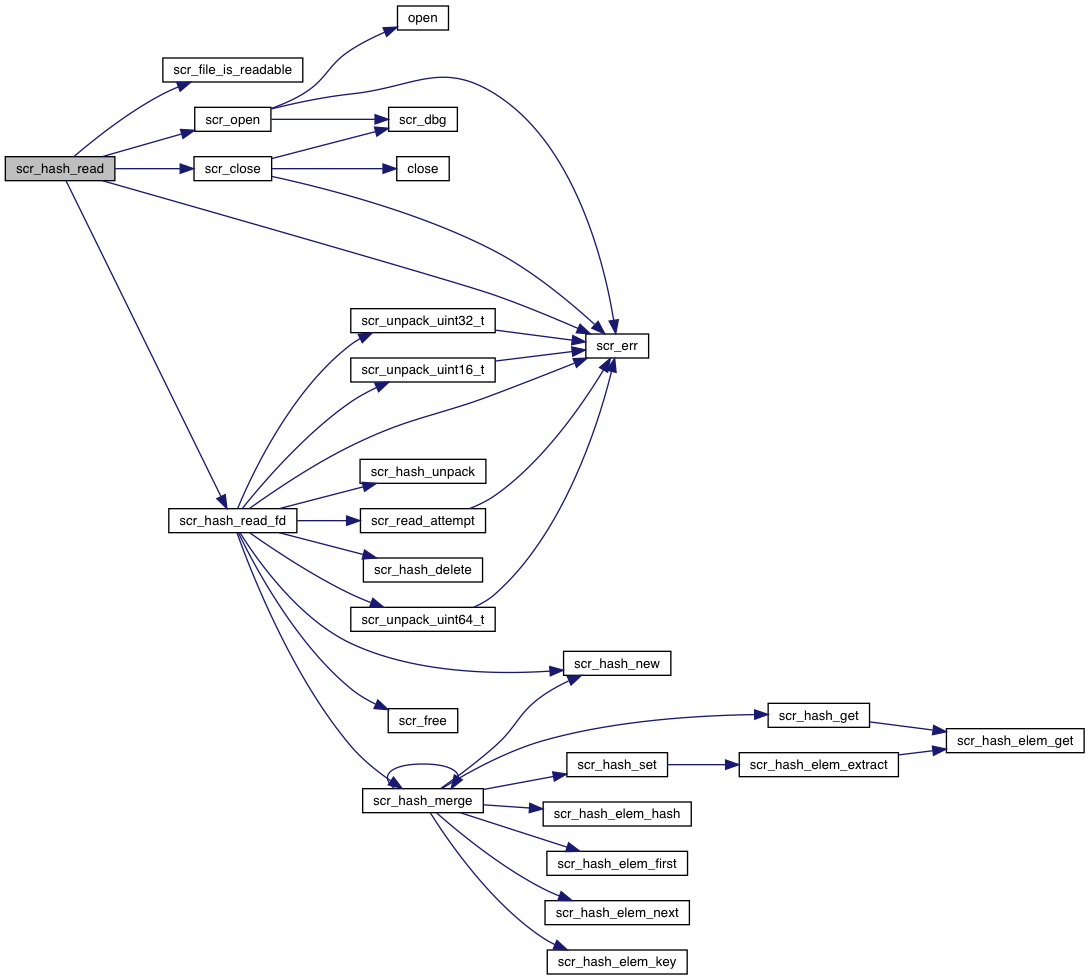 open
scr_file_is_readable
scr_open
scr_dbg
scr_hash_read
scr_close
close
scr_unpack_uint32_t
scr_err
scr_unpack_uint16_t
scr_hash_unpack
scr_hash_read_fd
scr_read_attempt
scr_hash_delete
scr_unpack_uint64_t
scr_hash_new
scr_free
scr_hash_get
scr_hash_elem_get
scr_hash_set
scr_hash_elem_extract
scr_hash_merge
scr_hash_elem_hash
scr_hash_elem_first
scr_hash_elem_next
scr_hash_elem_key